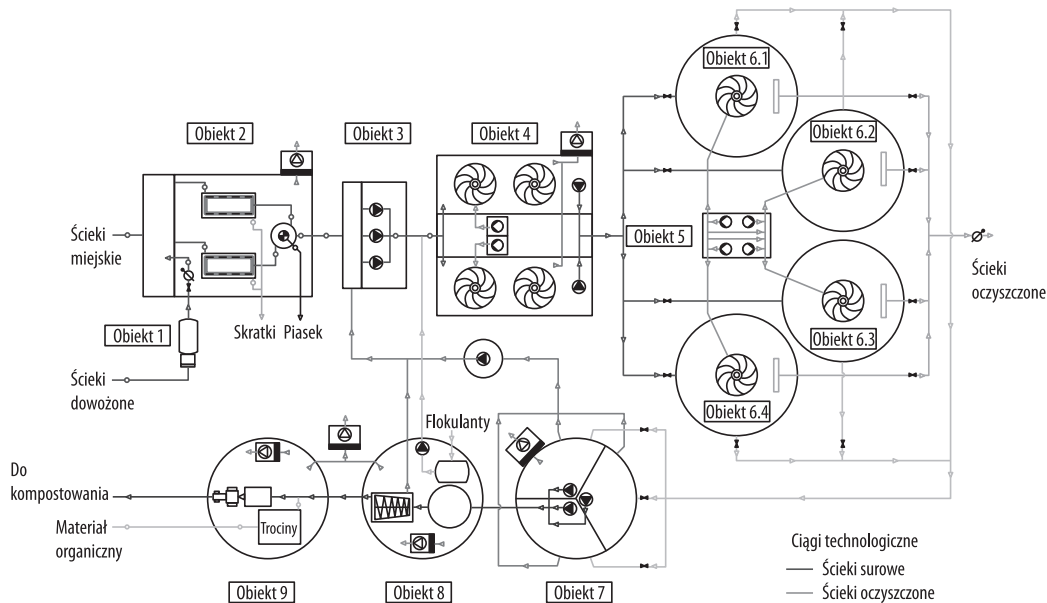 Obiekt 6.1
Obiekt 2
Obiekt 3
Obiekt 4
Obiekt 6.2
Ścieki
miejskie
Obiekt 5
Ścieki
oczyszczone
Obiekt 1
Skratki Piasek
Obiekt 6.3
Ścieki
dowożone
Obiekt 6.4
Flokulanty
Do
kompostowania
Trociny
Materiał
organiczny
Obiekt 9
Obiekt 8
Obiekt 7
Ciągi technologiczne
Ścieki surowe
Ścieki oczyszczone